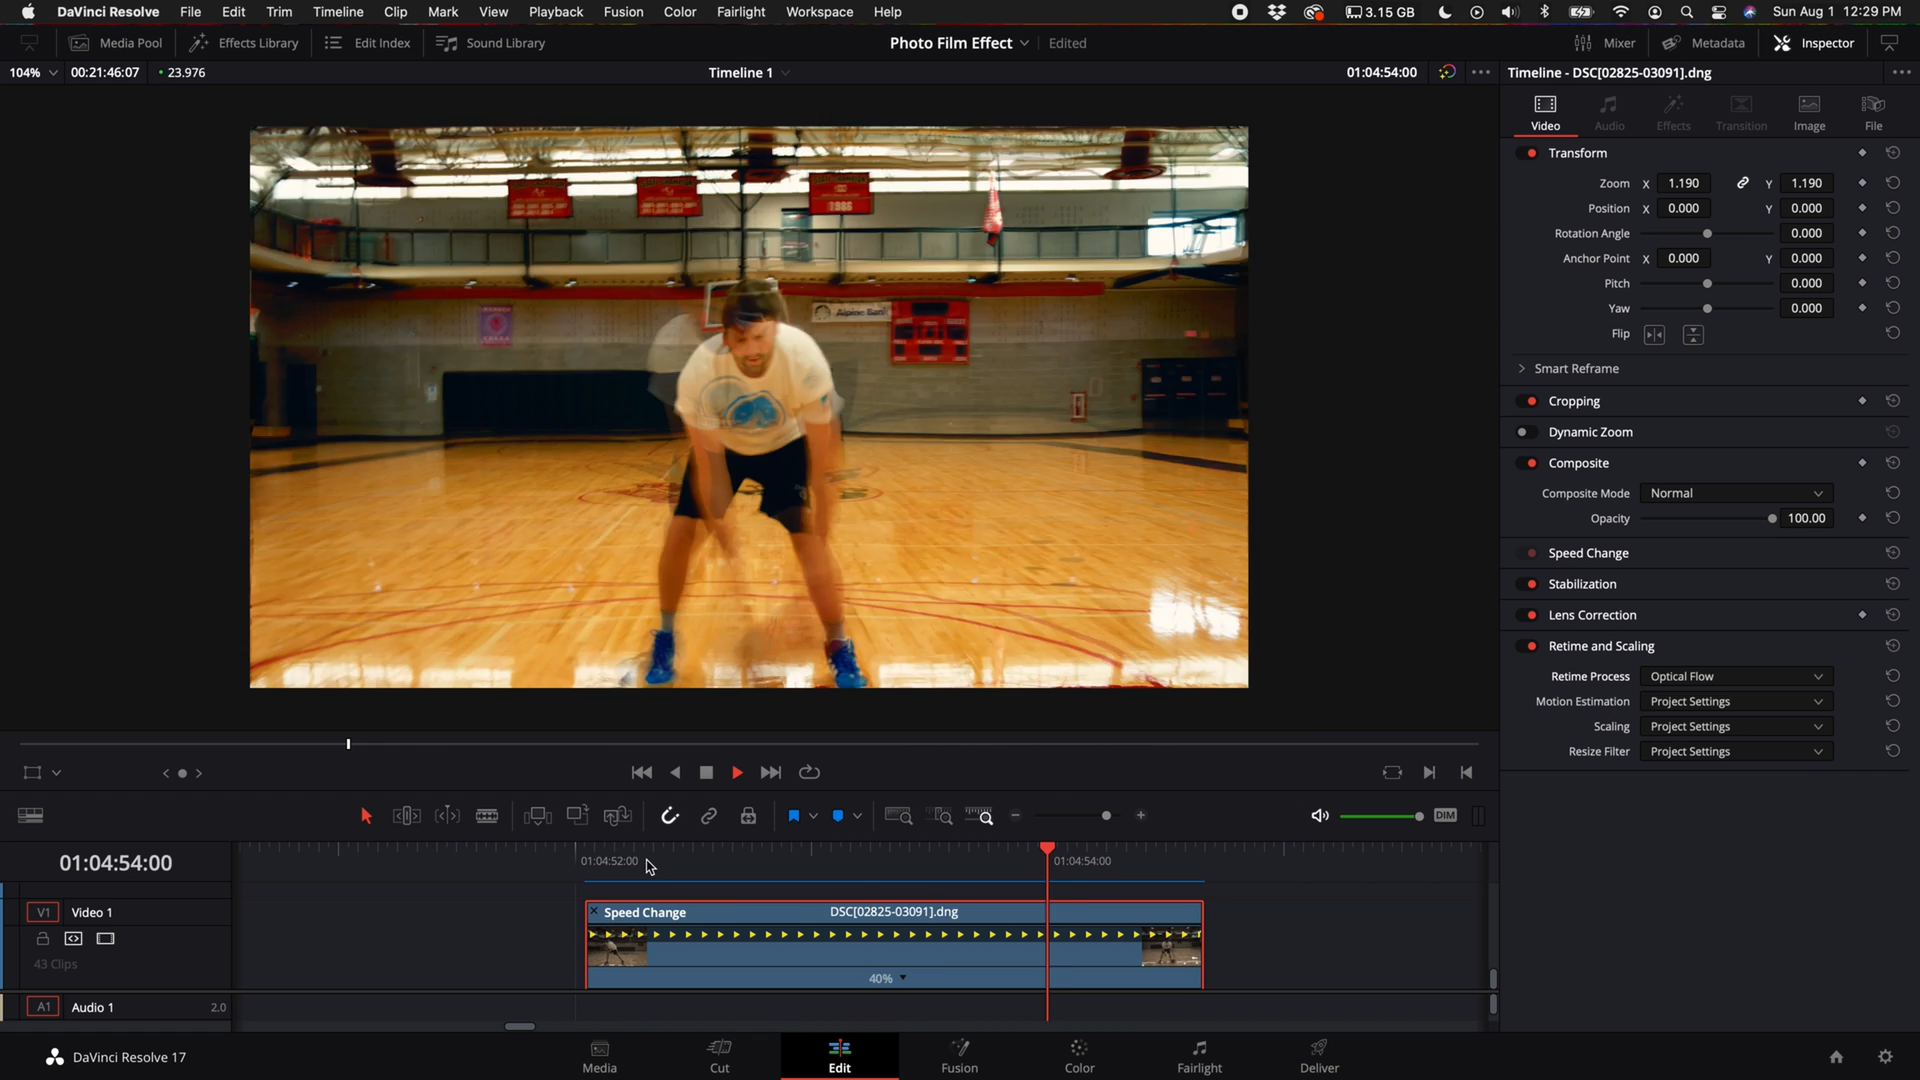 DaVinci Resolve File Edit Trim Timeline Clip Mark View Playback Fusion Color Fairlight Workspace Help 3.15 GB Sun Aug 1 12:29 PM
Media Pool Effects Library Edit Index Sound Library Photo Film Effect Edited Mixer Metadata Inspector
104% 00:21:46:07 23.976 Timeline 1 01:04:54:00 Timeline - DSC[02825-03091].dng
Video Audio Effects Transition Image File
Transform
Zoom X 1.190 Y 1.190
Position X 0.000 Y 0.000
Rotation Angle 0.000
Anchor Point X 0.000 Y 0.000
Pitch 0.000
Yaw 0.000
Flip
Smart Reframe
Cropping
Dynamic Zoom
Composite
Composite Mode Normal
Opacity 100.00
Speed Change
Stabilization
Lens Correction
Retime and Scaling
Retime Process Optical Flow
Motion Estimation Project Settings
Scaling Project Settings
Resize Filter Project Settings
1986
Alpine Bank
DIM
01:04:54:00 01:04:52:00 01:04:54:00
V1 Video 1 Speed Change DSC[02825-03091].dng
43 Clips
40%
A1 Audio 1 2.0
DaVinci Resolve 17 Media Cut Edit Fusion Color Fairlight Deliver